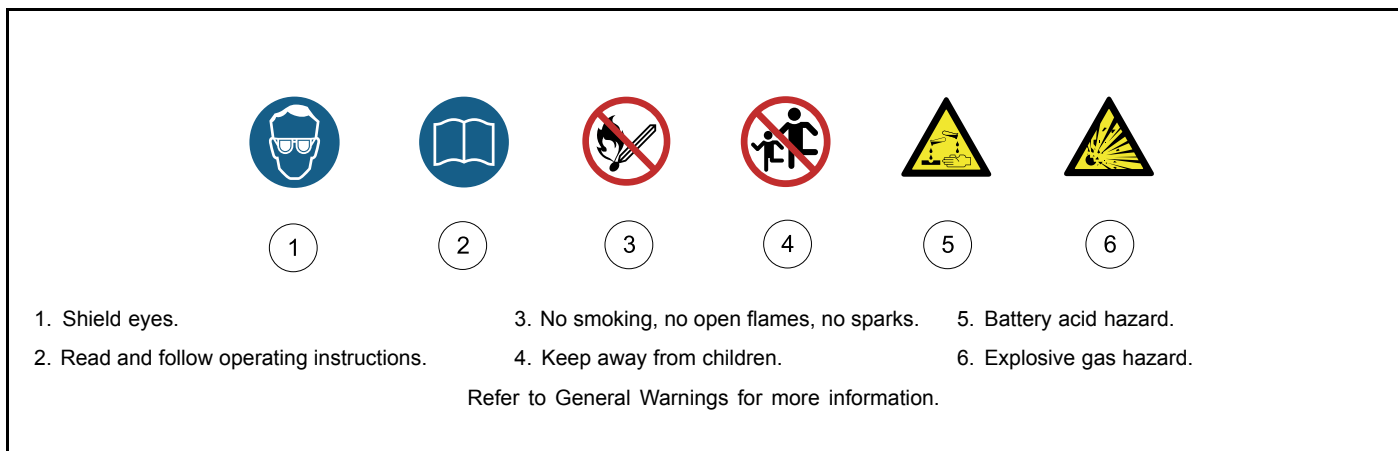 1
2
3
4
5
6
1. Shield eyes.
2. Read and follow operating instructions.
3. No smoking, no open flames, no sparks.
4. Keep away from children.
5. Battery acid hazard.
6. Explosive gas hazard.
Refer to General Warnings for more information.